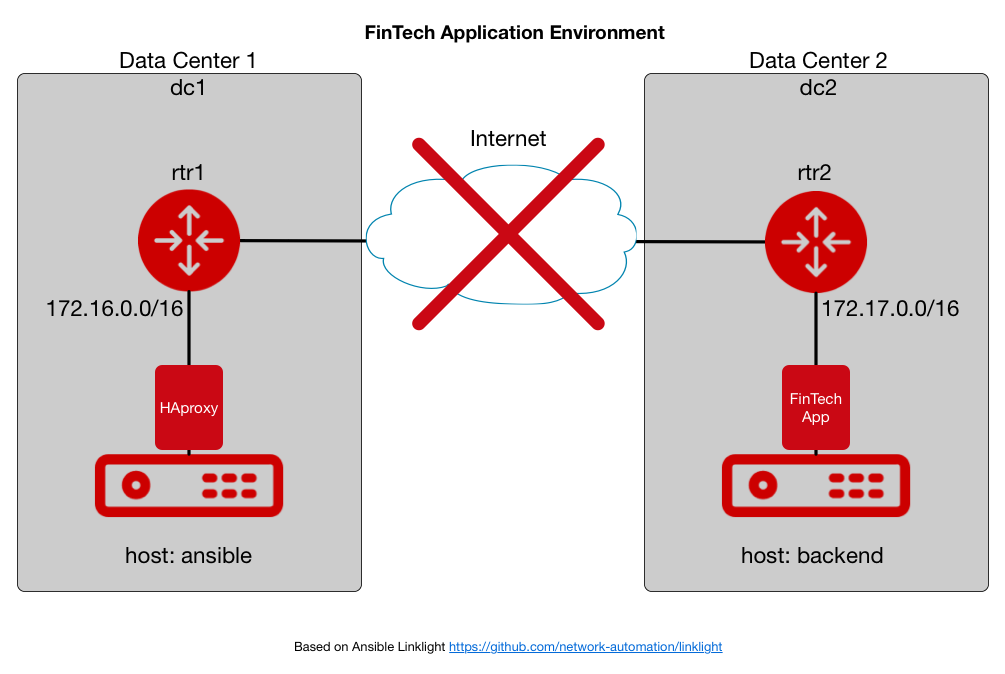 FinTech Application Environment
Data Center 1
dc1
Data Center 2
dc2
Internet
rtr1
rtr2
172.16.0.0/16
172.17.0.0/16
HAproxy
FinTech
App
host: ansible
host: backend
Based on Ansible Linklight https://github.com/network-automation/linklight